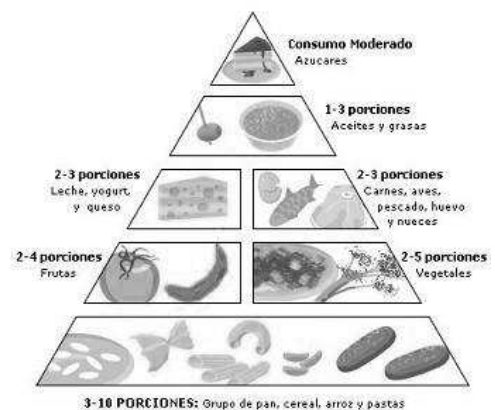 Consumo Moderado
Azucares
1-3 porciones
Aceites y grasas
2-3 porciones
Leche, yogurt,
y queso
2-3 porciones
Carnes, aves,
pescado, huevo
y nueces
2-4 porciones
Frutas
2-5 porciones
Vegetales
3-10 PORCIONES: Grupo de pan, cereal, arroz y pastas